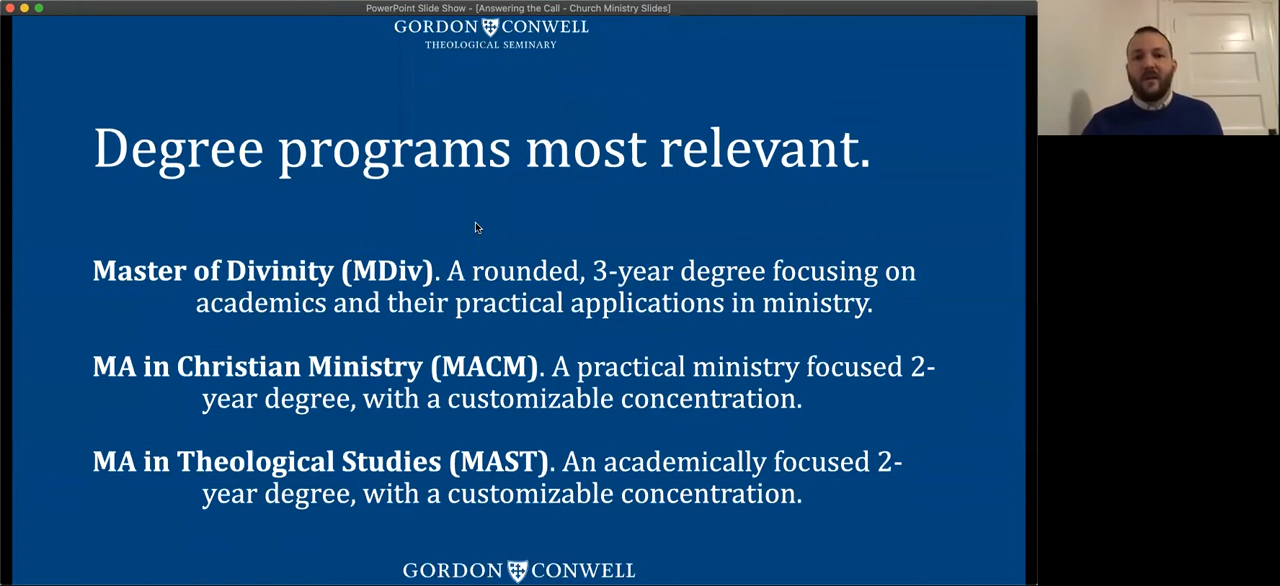 PowerPoint Slide Show - [Answering the Call - Church Ministry Slides]
GORDON CONWELL
THEOLOGICAL SEMINARY
Degree programs most relevant.
Master of Divinity (MDiv). A rounded, 3-year degree focusing on
academics and their practical applications in ministry.
MA in Christian Ministry (MACM). A practical ministry focused 2-
year degree, with a customizable concentration.
MA in Theological Studies (MAST). An academically focused 2-
year degree, with a customizable concentration.
GORDON CONWELL